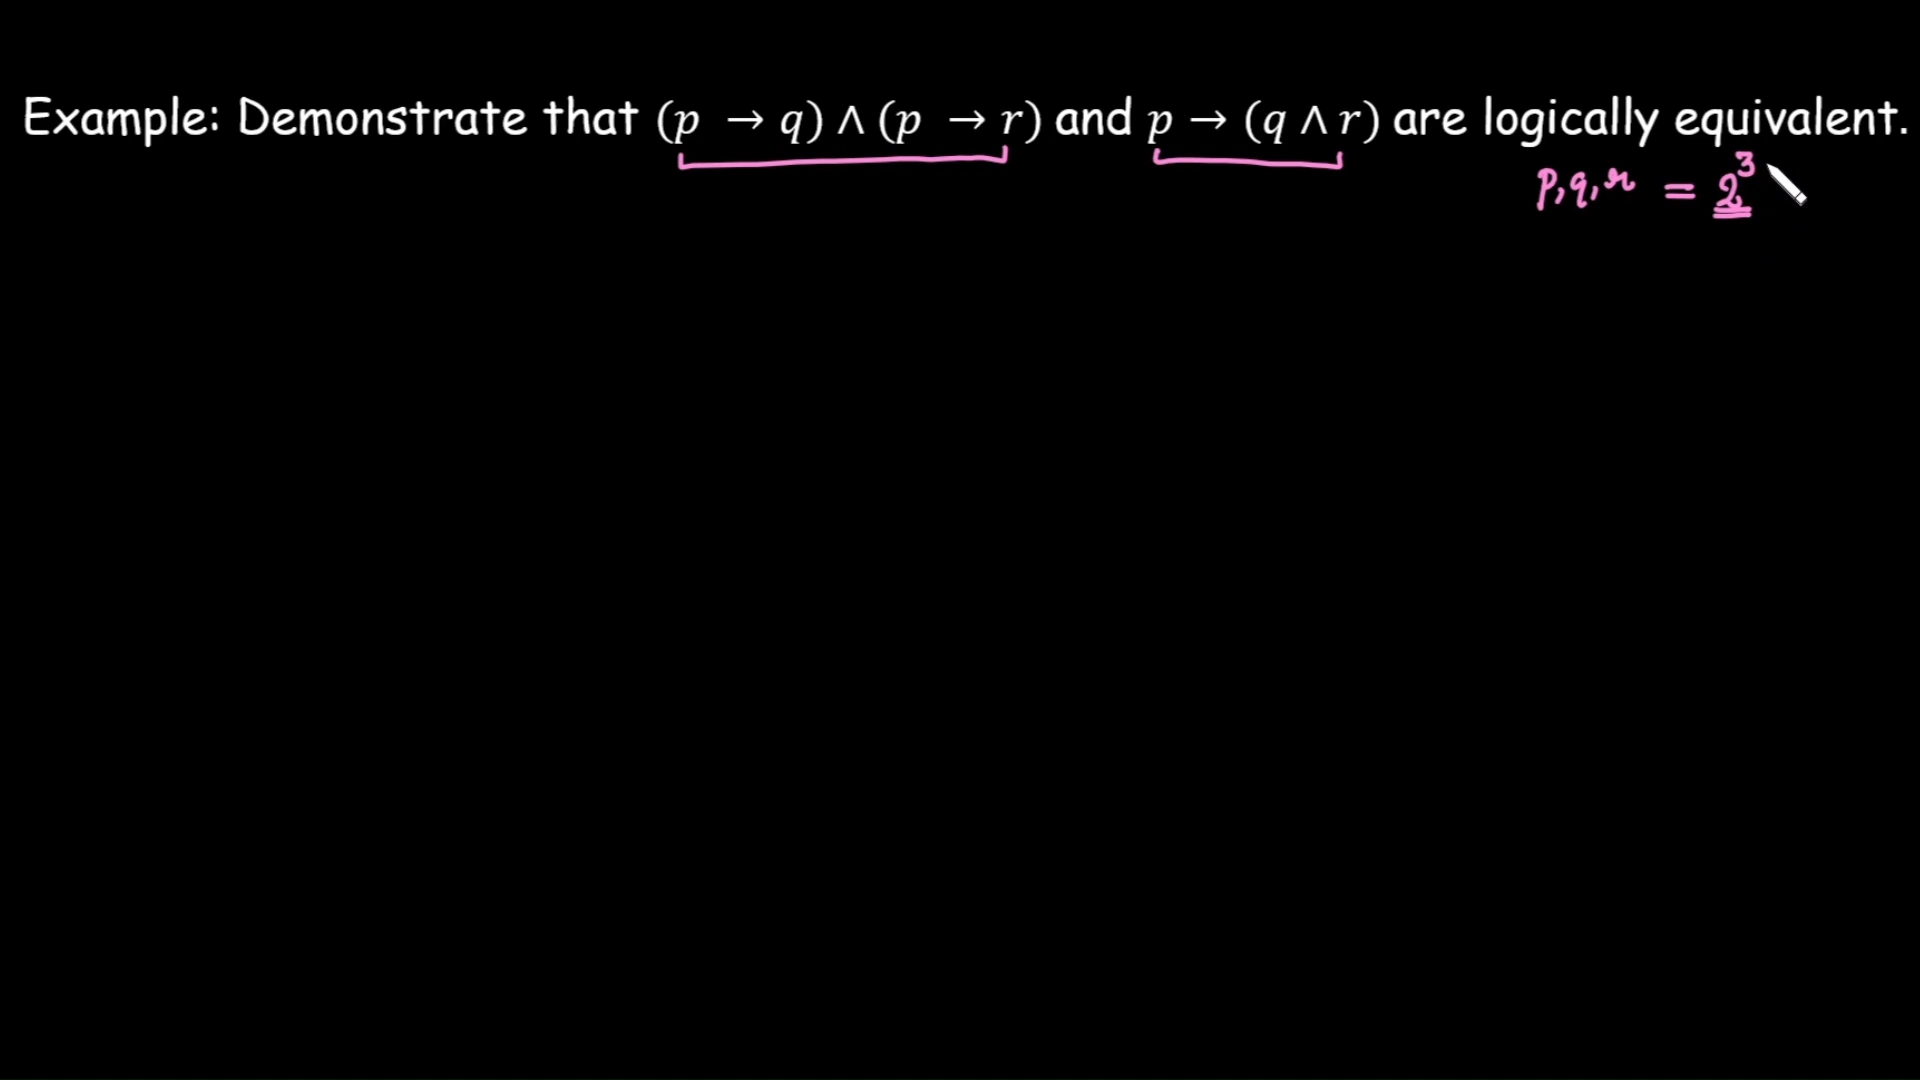 Example: Demonstrate that (p → q) ∧ (p → r) and p → (q ∧ r) are logically equivalent.
p,q,r = 2³